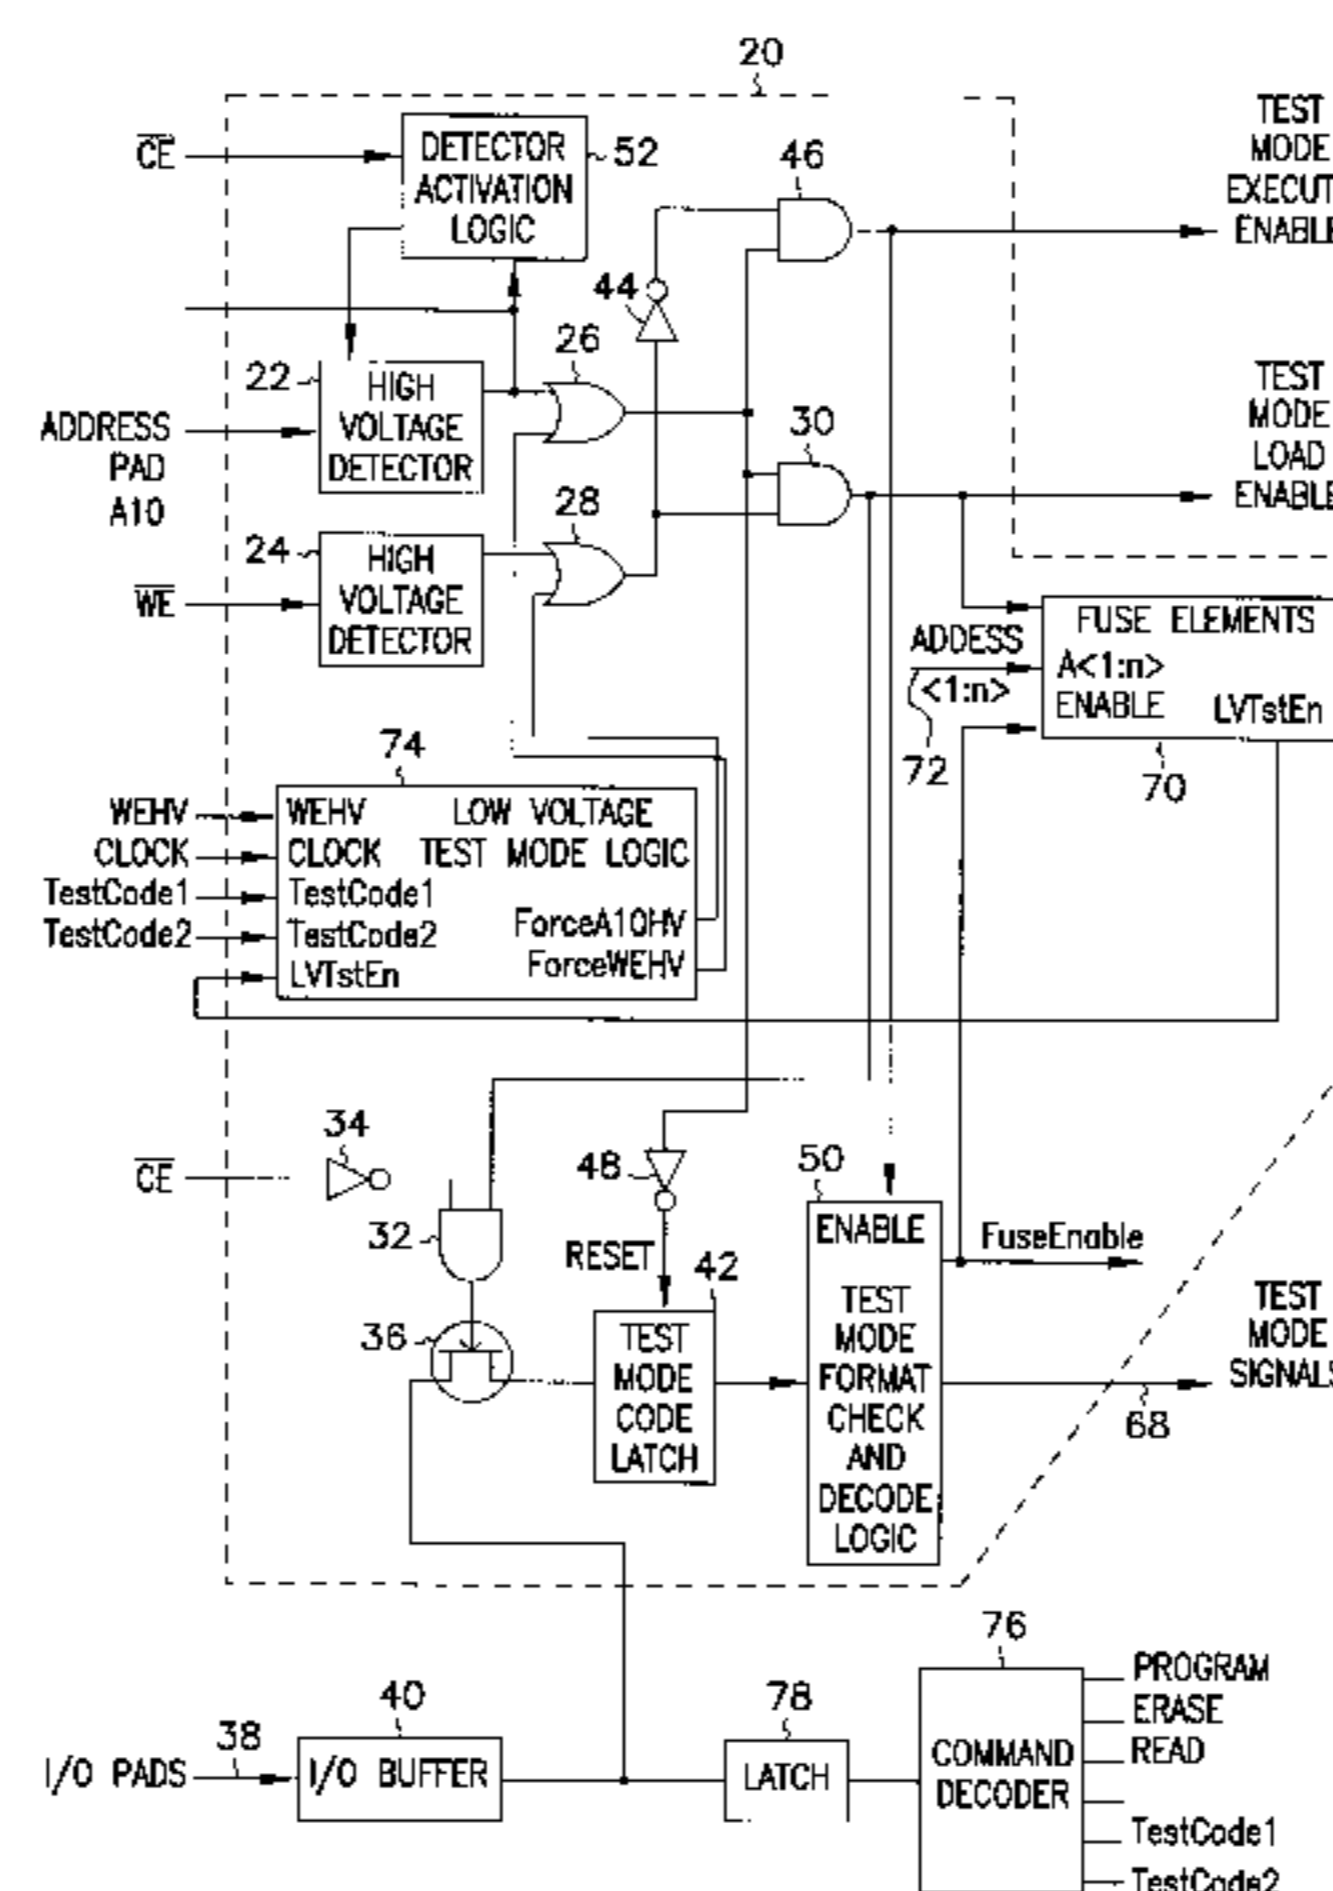 20
CE
DETECTOR
ACTIVATION
LOGIC
52
46
TEST
MODE
EXECUT
ENABLE
44
26
22
HIGH
VOLTAGE
DETECTOR
ADDRESS
PAD
A10
30
TEST
MODE
LOAD
ENABLE
28
24
HIGH
VOLTAGE
DETECTOR
WE
ADDESS
<1:n>
72
FUSE ELEMENTS
A<1:n>
ENABLE
LVTstEn
70
74
WEHV
CLOCK
TestCode1
TestCode2
WEHV
LOW VOLTAGE
CLOCK
TEST MODE LOGIC
TestCode1
TestCode2
LVTstEn
ForceA10HV
ForceWEHV
34
CE
32
48
RESET
42
50
36
TEST
MODE
CODE
LATCH
ENABLE
TEST
MODE
FORMAT
CHECK
AND
DECODE
LOGIC
FuseEnable
TEST
MODE
SIGNALS
68
76
40
78
I/O PADS
38
I/O BUFFER
LATCH
COMMAND
DECODER
PROGRAM
ERASE
READ
TestCode1
TestCode2